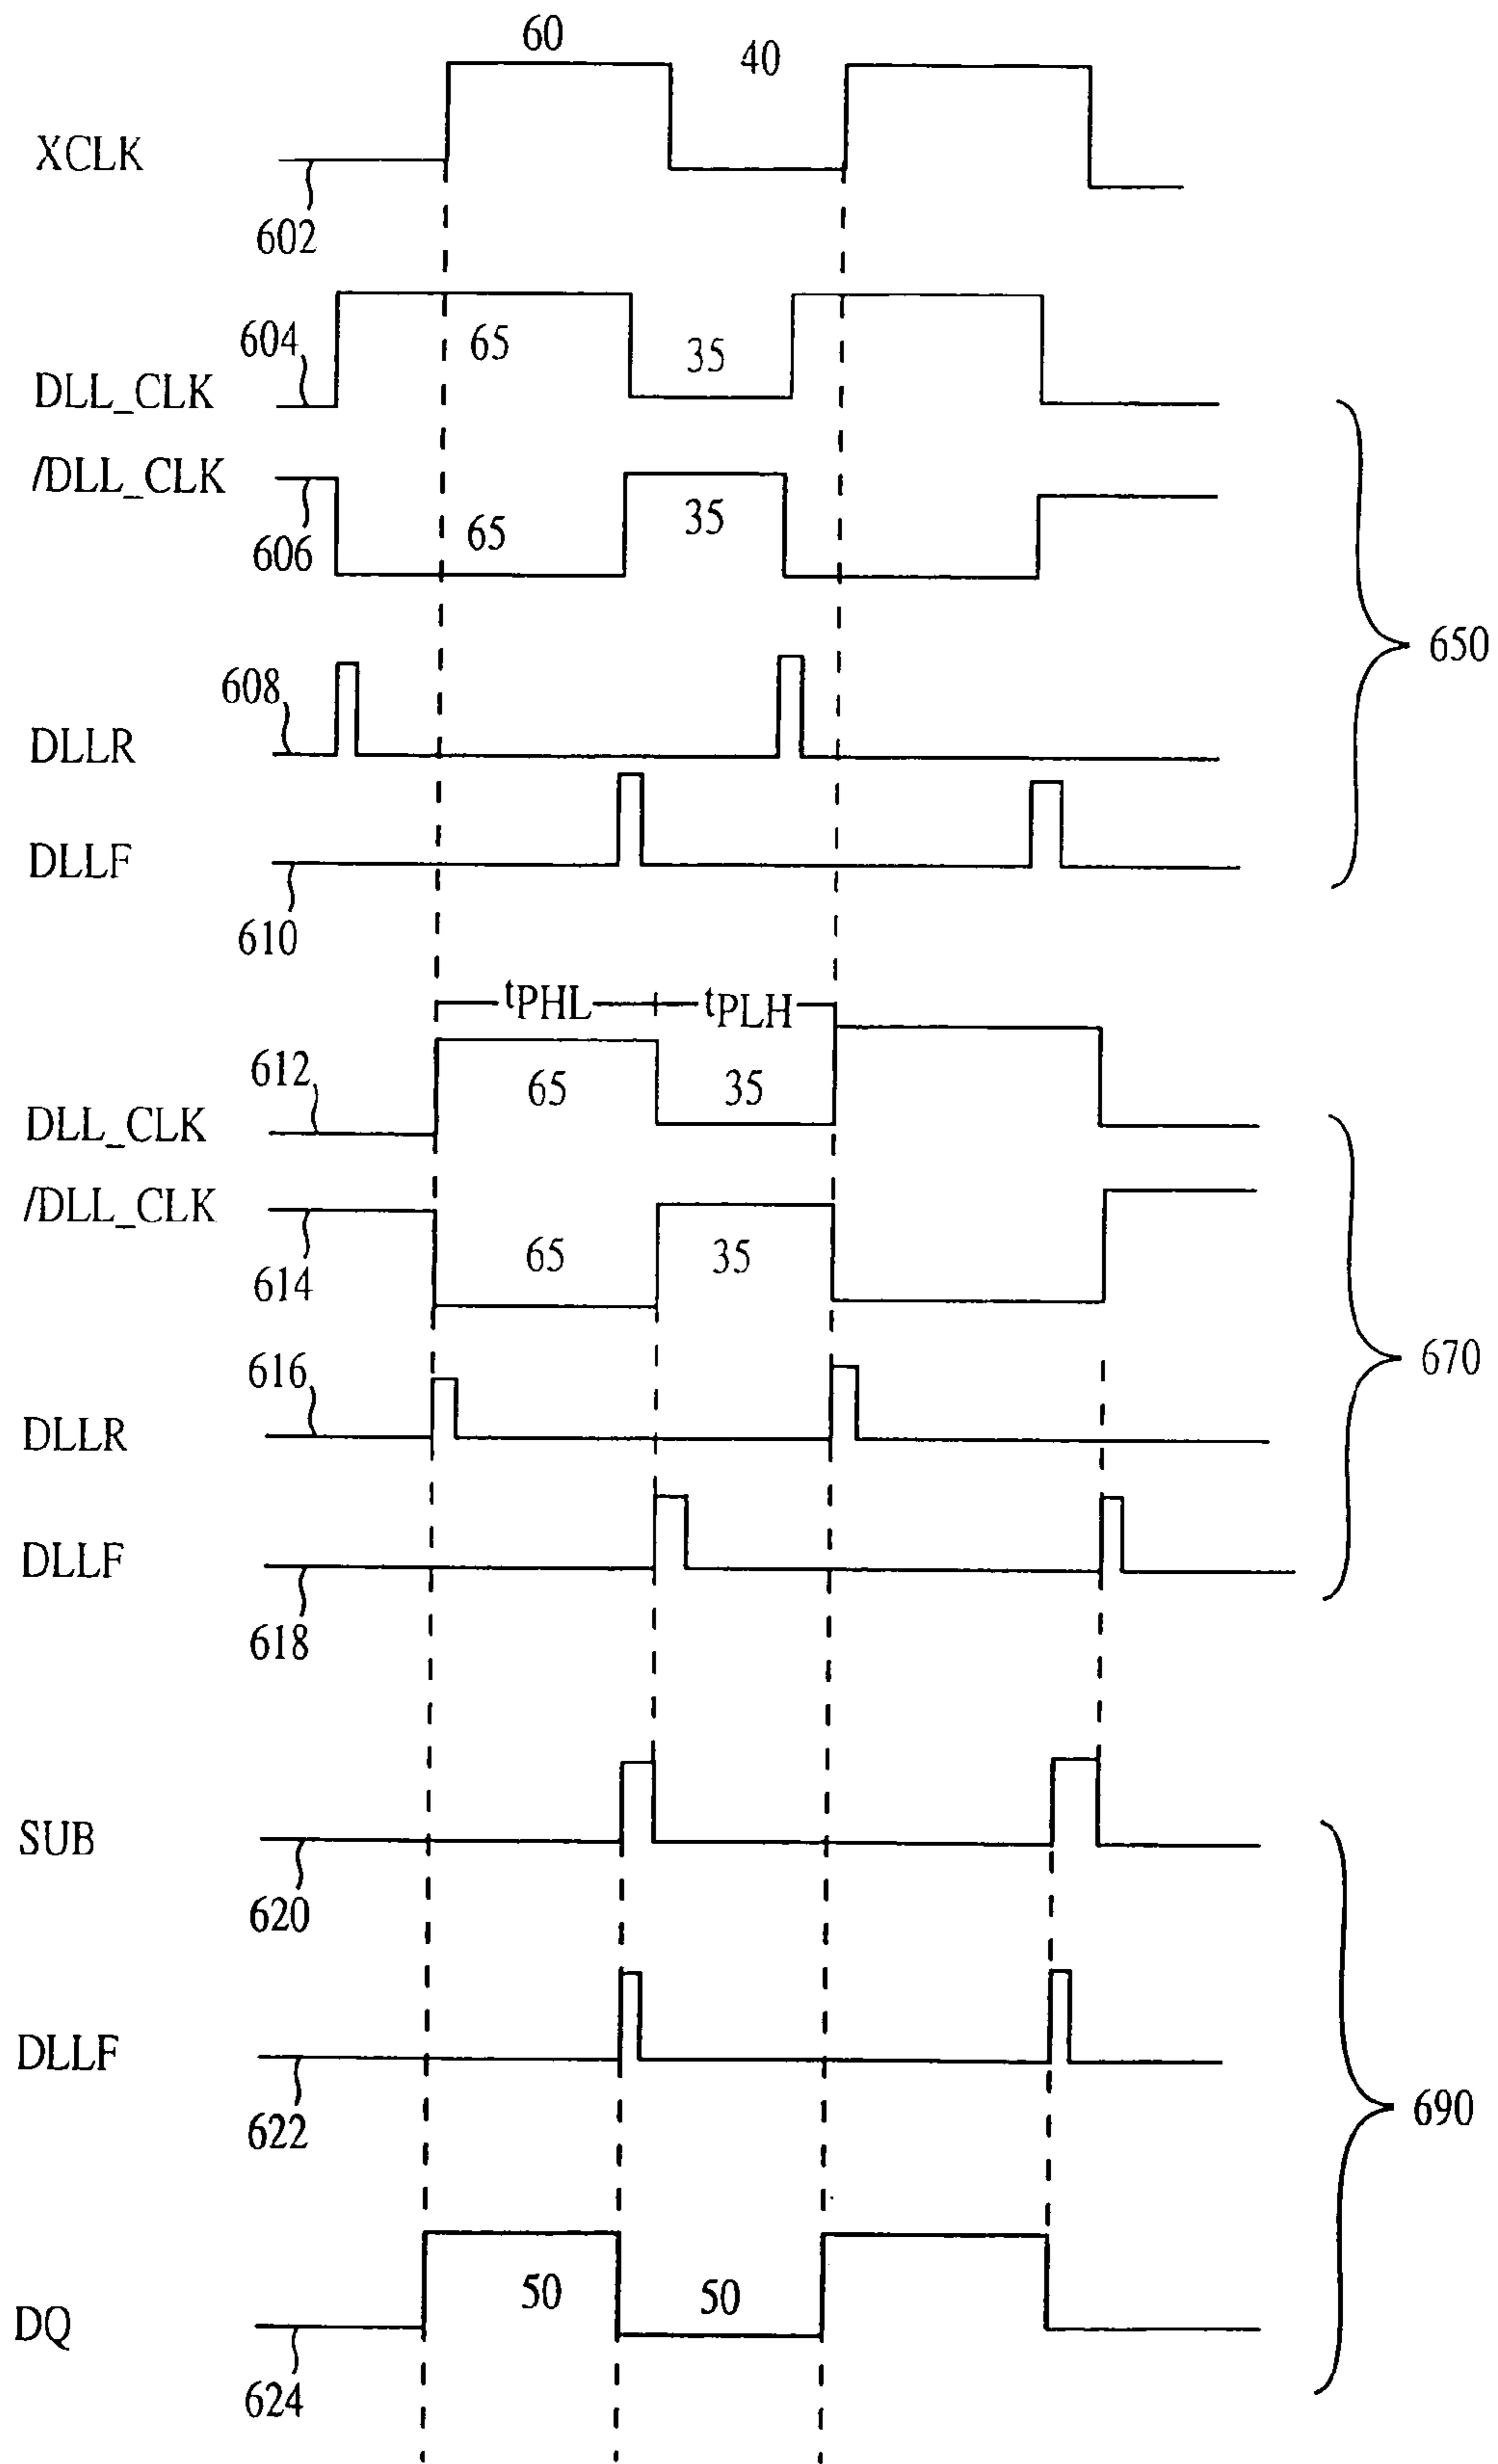 60
40
XCLK
602
604
65
35
DLL_CLK
/DLL_CLK
606
65
35
650
608
DLLR
DLLF
610
tPHL
tPLH
612
65
35
DLL_CLK
/DLL_CLK
614
65
35
616
670
DLLR
DLLF
618
SUB
620
DLLF
622
690
50
50
DQ
624